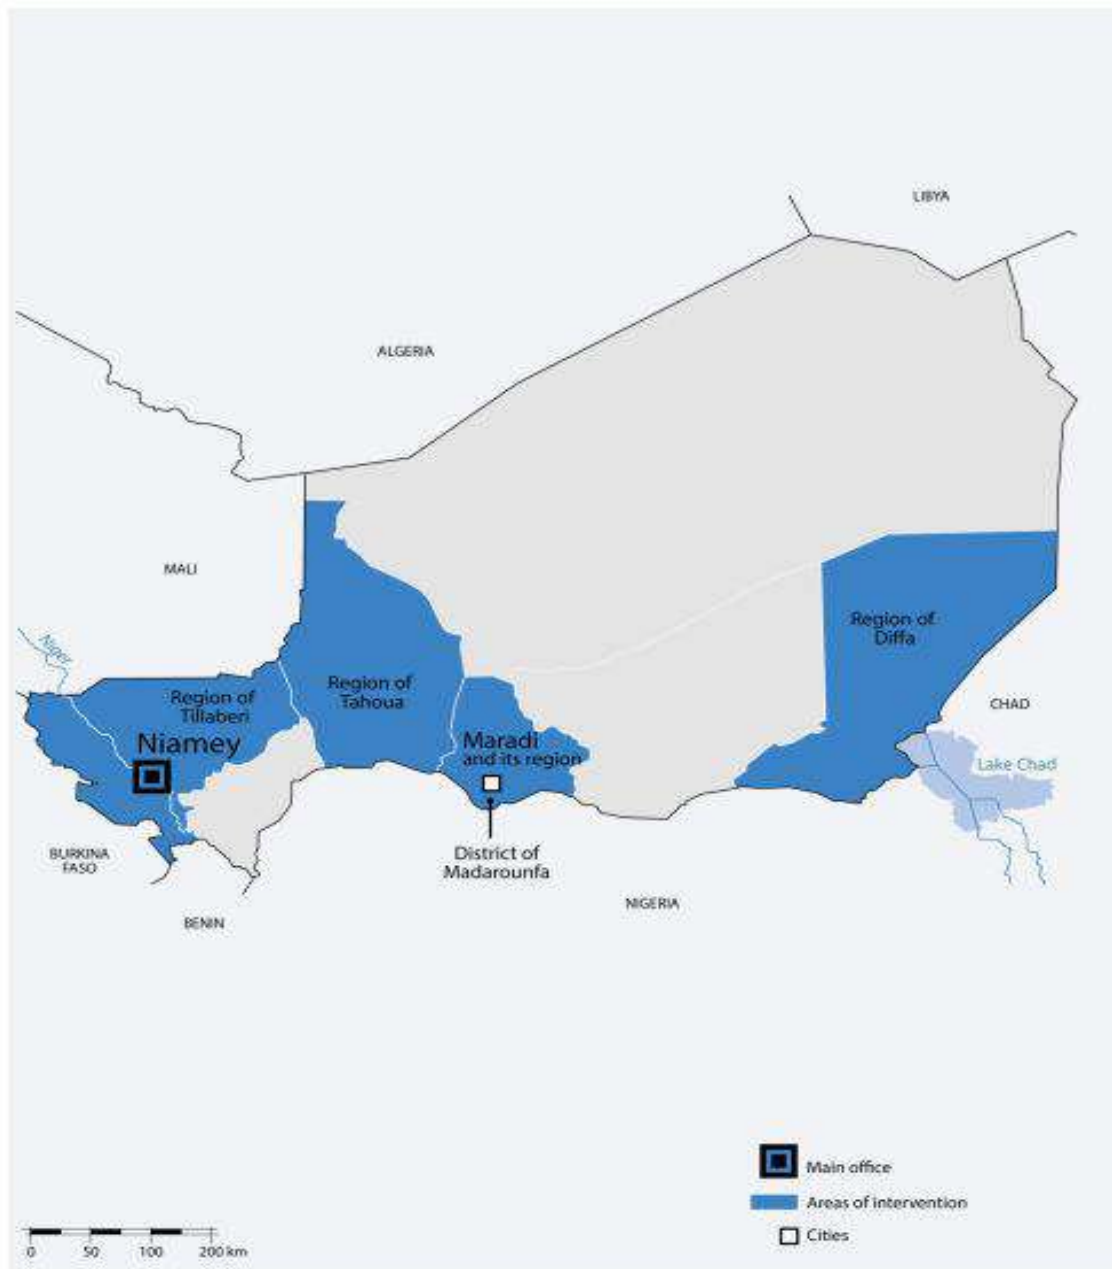 LIBYA
ALGERIA
MALI
Niger
Region of
Diffa
Region of
Tahoua
Region of
Tillaberi
CHAD
Niamey
Maradi
and its region
Lake Chad
BURKINA
FASO
District of
Madarounfa
NIGERIA
BENIN
Main office
Areas of intervention
Cities
0 50 100 200 km